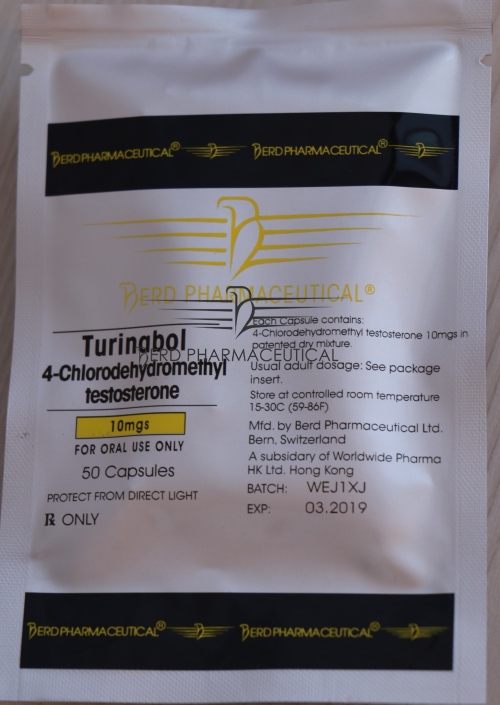 BERD PHARMACEUTICAL® BERD PHARMACEUTICAL®
BERD PHARMACEUTICAL®
BERD PHARMACEUTICAL
Turinabol
4-Chlorodehydromethyl
testosterone
10mgs
FOR ORAL USE ONLY
50 Capsules
PROTECT FROM DIRECT LIGHT
℞ ONLY
Each Capsule contains:
4-Chlorodehydromethyl testosterone 10mgs in
patented dry mixture.
Usual adult dosage: See package
insert.
Store at controlled room temperature
15-30C (59-86F)
Mfd. by Berd Pharmaceutical Ltd.
Bern, Switzerland
A subsidary of Worldwide Pharma
HK Ltd. Hong Kong
BATCH: WEJ1XJ
EXP: 03.2019
BERD PHARMACEUTICAL® BERD PHARMACEUTICAL®